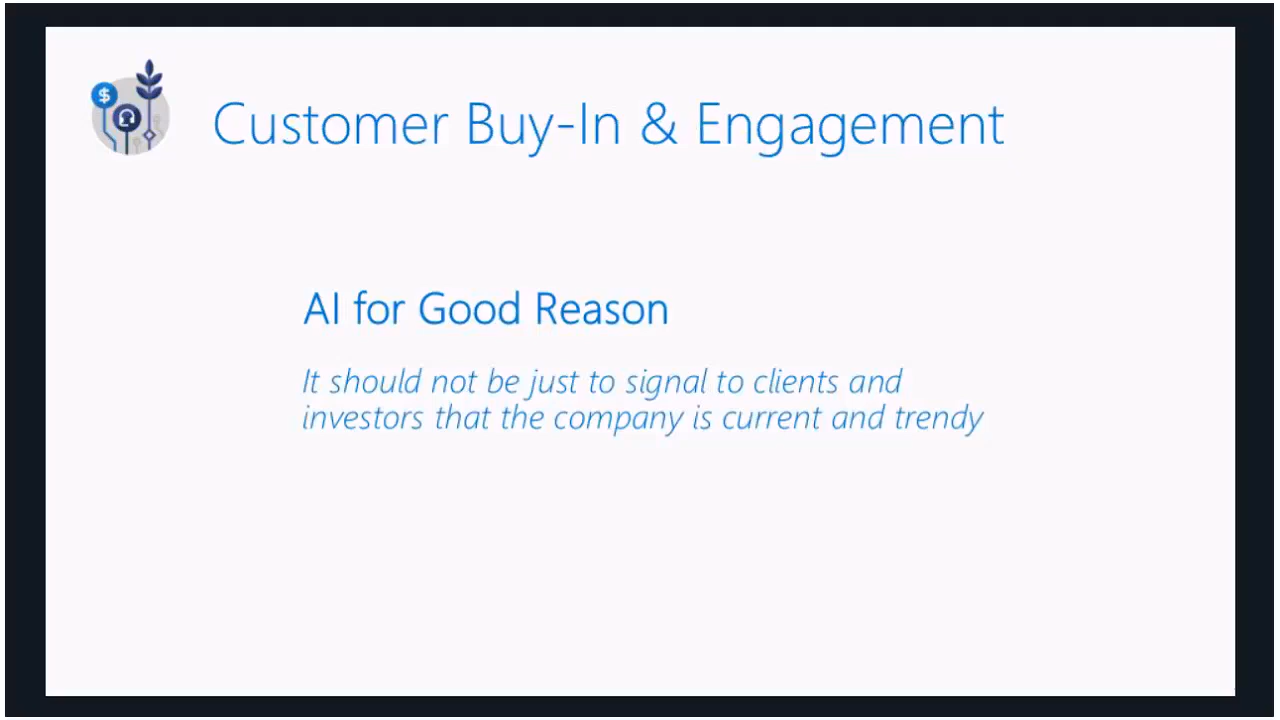 Customer Buy-In & Engagement
AI for Good Reason
It should not be just to signal to clients and
investors that the company is current and trendy